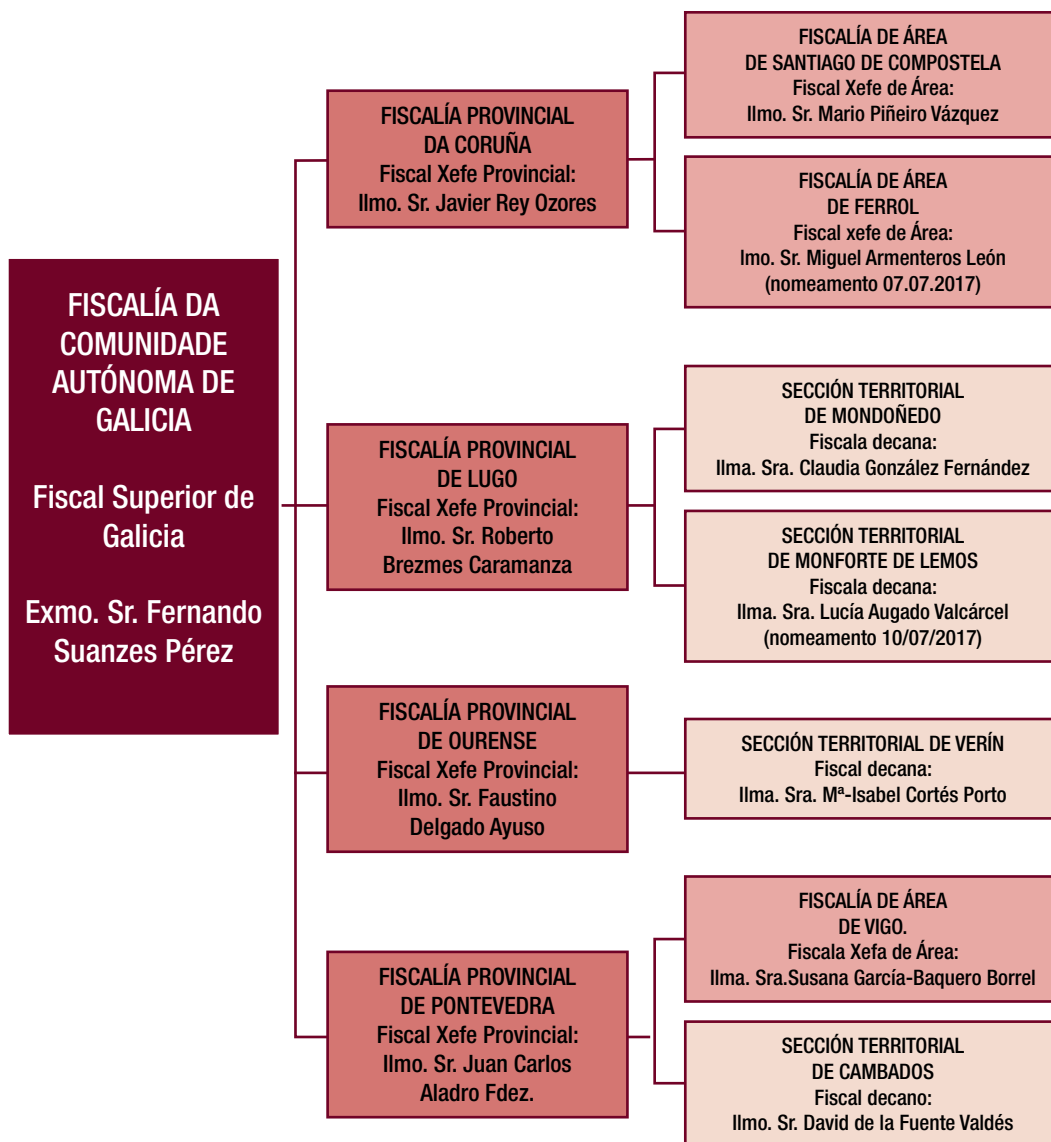 FISCALÍA DA
COMUNIDADE
AUTÓNOMA DE
GALICIA
Fiscal Superior de
Galicia
Exmo. Sr. Fernando
Suanzes Pérez
FISCALÍA PROVINCIAL
DA CORUÑA
Fiscal Xefe Provincial:
Ilmo. Sr. Javier Rey Ozores
FISCALÍA DE ÁREA
DE SANTIAGO DE COMPOSTELA
Fiscal Xefe de Área:
Ilmo. Sr. Mario Piñeiro Vázquez
FISCALÍA DE ÁREA
DE FERROL
Fiscal xefe de Área:
lmo. Sr. Miguel Armenteros León
(nomeamento 07.07.2017)
FISCALÍA PROVINCIAL
DE LUGO
Fiscal Xefe Provincial:
Ilmo. Sr. Roberto
Brezmes Caramanza
SECCIÓN TERRITORIAL
DE MONDOÑEDO
Fiscala decana:
Ilma. Sra. Claudia González Fernández
SECCIÓN TERRITORIAL
DE MONFORTE DE LEMOS
Fiscala decana:
Ilma. Sra. Lucía Augado Valcárcel
(nomeamento 10/07/2017)
FISCALÍA PROVINCIAL
DE OURENSE
Fiscal Xefe Provincial:
Ilmo. Sr. Faustino
Delgado Ayuso
SECCIÓN TERRITORIAL DE VERÍN
Fiscal decana:
Ilma. Sra. Mª-Isabel Cortés Porto
FISCALÍA PROVINCIAL
DE PONTEVEDRA
Fiscal Xefe Provincial:
Ilmo. Sr. Juan Carlos
Aladro Fdez.
FISCALÍA DE ÁREA
DE VIGO.
Fiscala Xefa de Área:
Ilma. Sra.Susana García-Baquero Borrel
SECCIÓN TERRITORIAL
DE CAMBADOS
Fiscal decano:
Ilmo. Sr. David de la Fuente Valdés